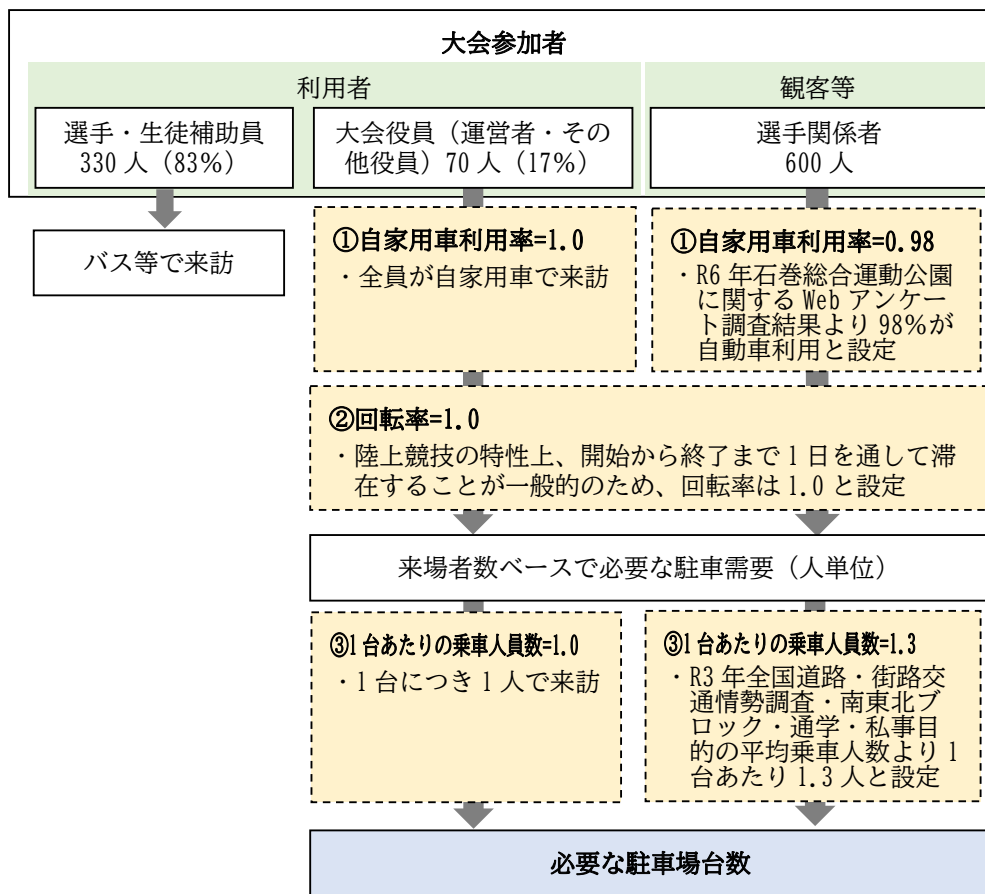 大会参加者
利用者
観客等
選手・生徒補助員
330人（83%）
大会役員（運営者・その
他役員）70人（17%）
選手関係者
600人
バス等で来訪
①自家用車利用率=1.0
・全員が自家用車で来訪
①自家用車利用率=0.98
・R6年石巻総合運動公園
に関するWebアンケー
ト調査結果より98%が
自動車利用と設定
②回転率=1.0
・陸上競技の特性上、開始から終了まで1日を通して滞
在することが一般的のため、回転率は1.0と設定
来場者数ベースで必要な駐車需要（人単位）
③1台あたりの乗車人員数=1.0
・1台につき1人で来訪
③1台あたりの乗車人員数=1.3
・R3年全国道路・街路交
通情勢調査・南東北ブ
ロック・通学・私事目
的の平均乗車人数より1
台あたり1.3人と設定
必要な駐車場台数